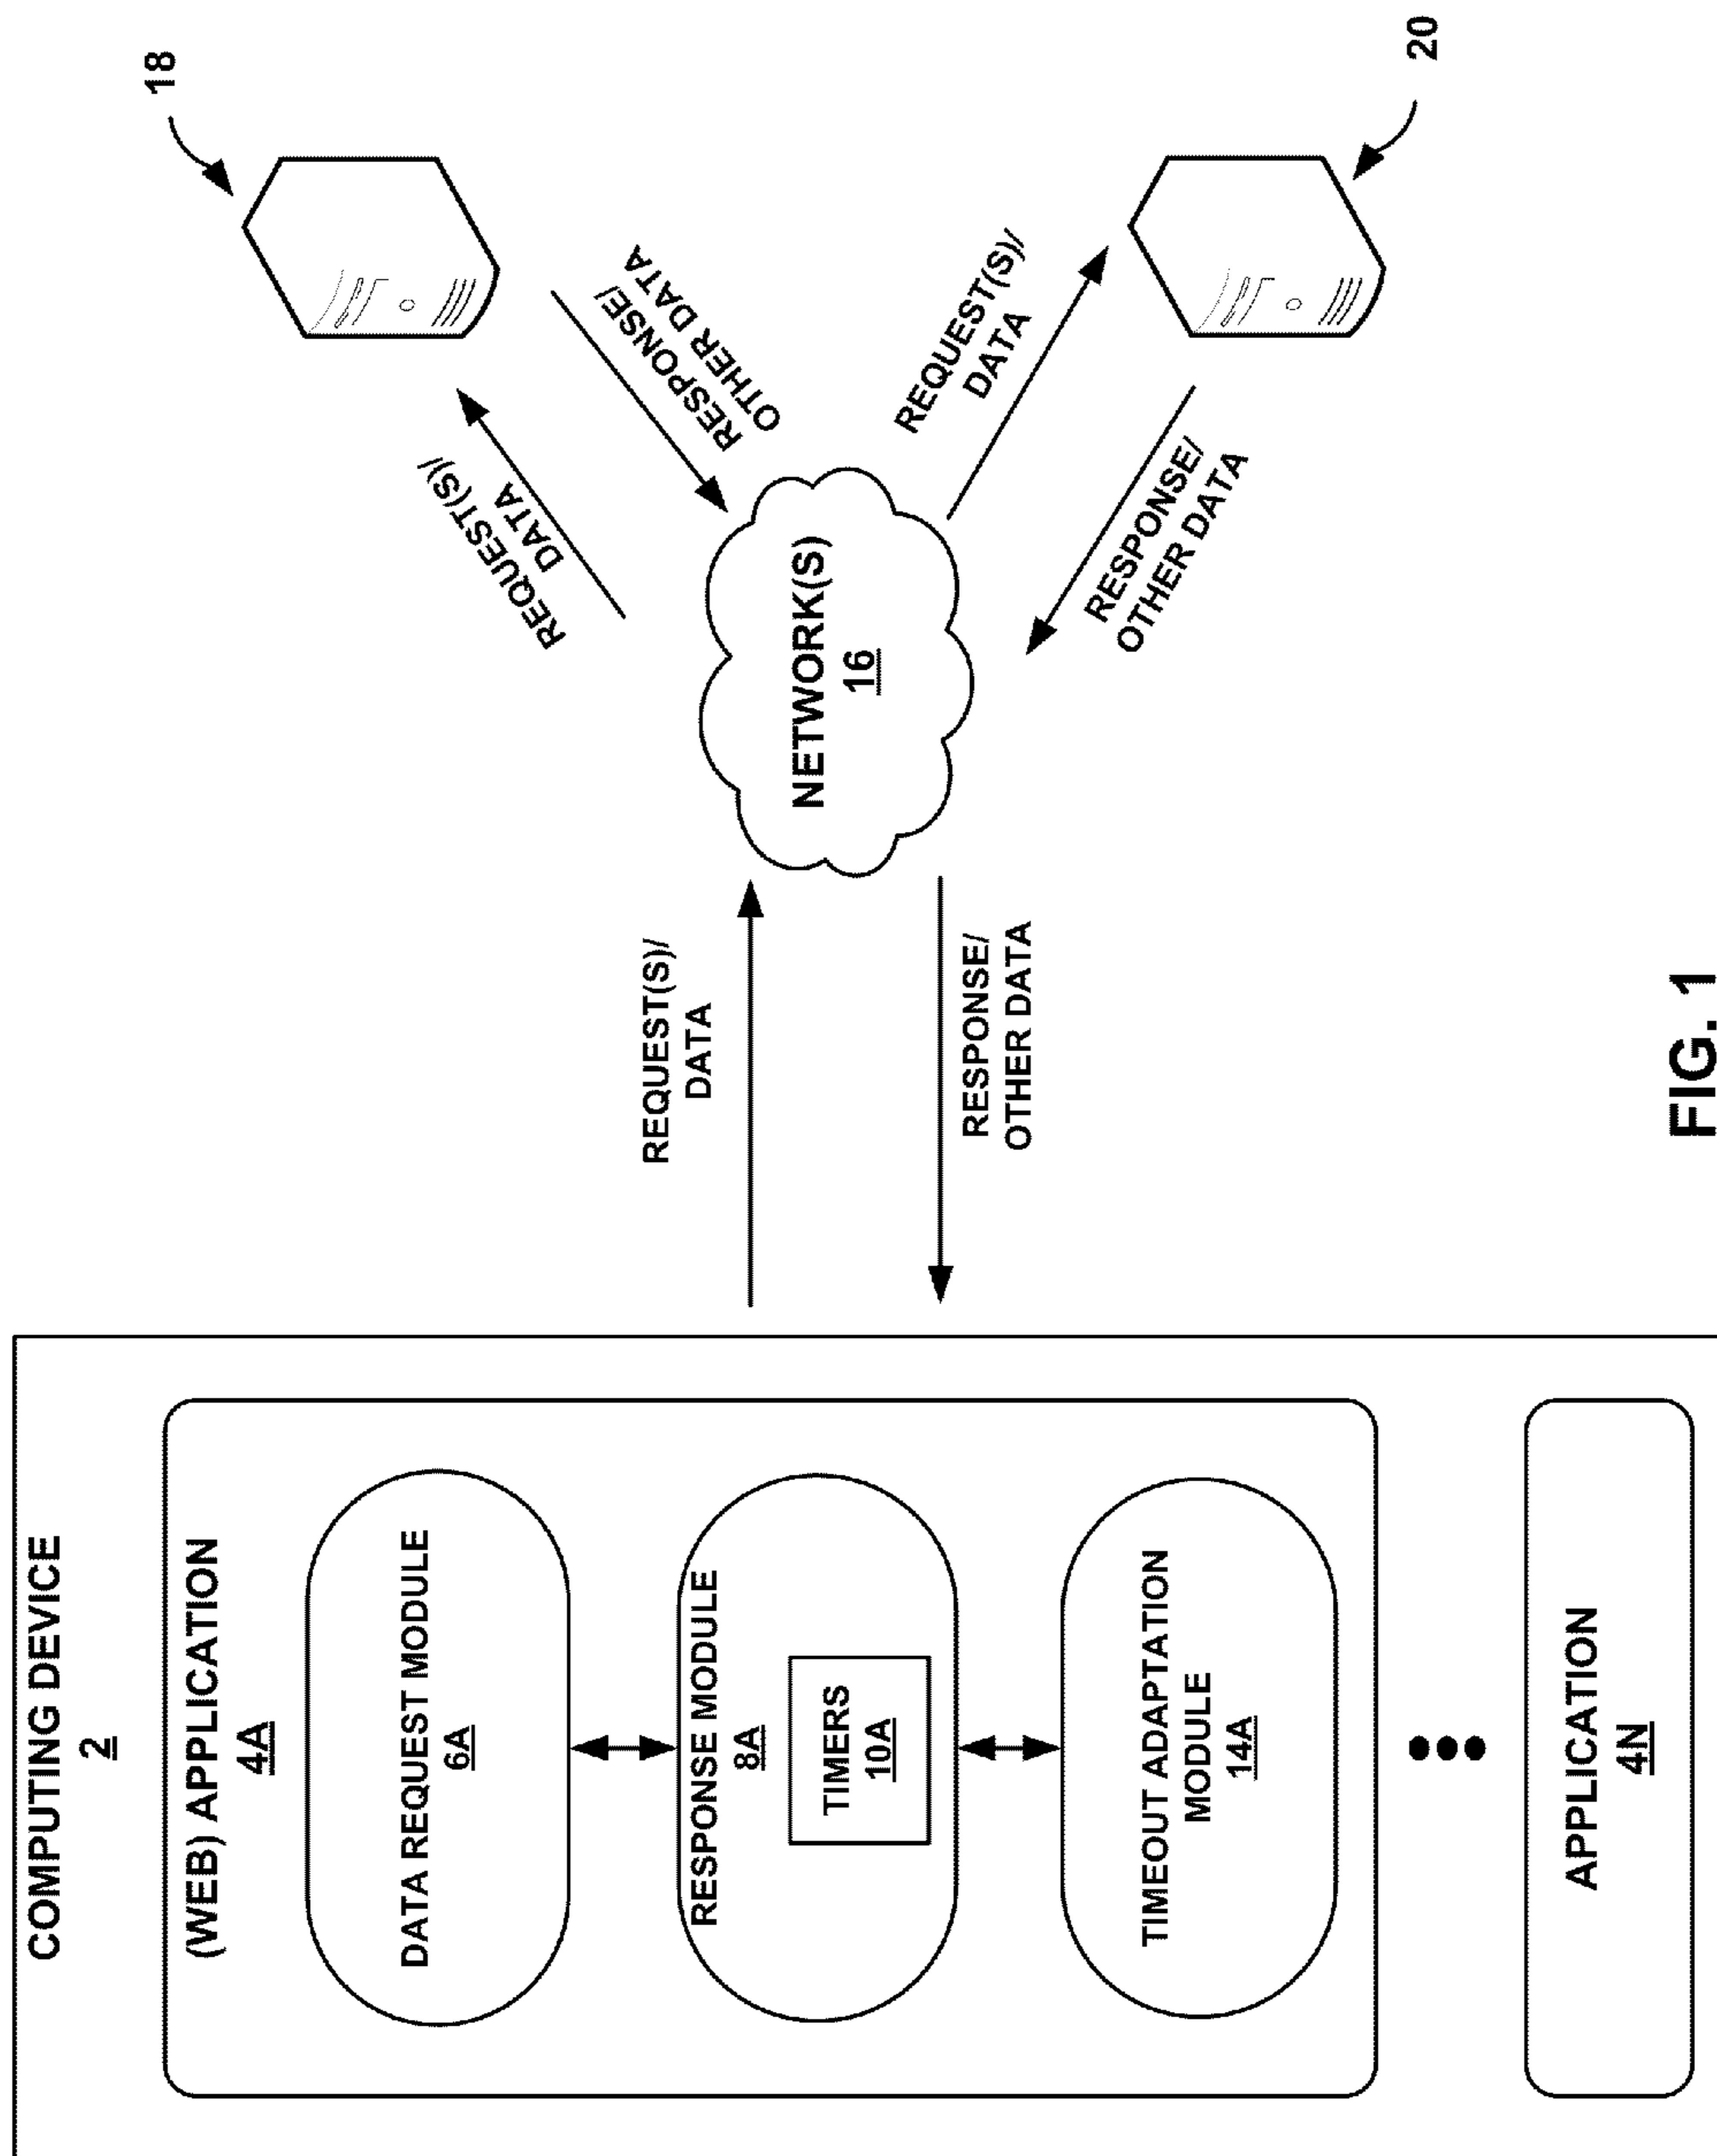 COMPUTING DEVICE
2
(WEB) APPLICATION
4A
DATA REQUEST MODULE
6A
RESPONSE MODULE
8A
TIMERS
10A
TIMEOUT ADAPTATION
MODULE
14A
APPLICATION
4N
REQUEST(S)/
DATA
RESPONSE/
OTHER DATA
NETWORK(S)
16
REQUEST(S)/
DATA
RESPONSE/
OTHER DATA
18
REQUEST(S)/
DATA
RESPONSE/
OTHER DATA
20
FIG. 1